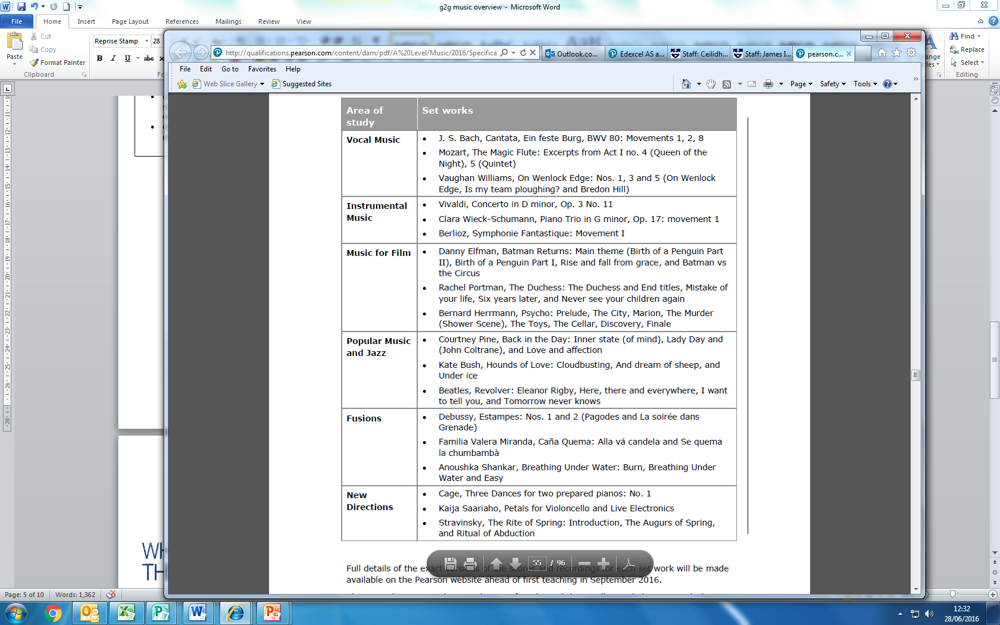 g2g music overview - Microsoft Word
File Home Insert Page Layout References Mailings Review View
Cut
Copy
Format Painter
Paste
Clipboard
Reprise Stamp 28
B I U abc
Find
Replace
Select
Editing
http://qualifications.pearson.com/content/dam/pdf/A%20Level/Music/2016/Specifica
Outlook.co...
Edexcel AS a...
Staff: Ceilidh...
Staff: James I...
pearson.c...
File Edit Go to Favorites Help
Web Slice Gallery Suggested Sites
Page Safety Tools
Area of study
Set works
Vocal Music
• J. S. Bach, Cantata, Ein feste Burg, BWV 80: Movements 1, 2, 8
• Mozart, The Magic Flute: Excerpts from Act I no. 4 (Queen of the
Night), 5 (Quintet)
• Vaughan Williams, On Wenlock Edge: Nos. 1, 3 and 5 (On Wenlock
Edge, Is my team ploughing? and Bredon Hill)
Instrumental
Music
• Vivaldi, Concerto in D minor, Op. 3 No. 11
• Clara Wieck-Schumann, Piano Trio in G minor, Op. 17: movement 1
• Berlioz, Symphonie Fantastique: Movement I
Music for Film
• Danny Elfman, Batman Returns: Main theme (Birth of a Penguin Part
II), Birth of a Penguin Part I, Rise and fall from grace, and Batman vs
the Circus
• Rachel Portman, The Duchess: The Duchess and End titles, Mistake of
your life, Six years later, and Never see your children again
• Bernard Herrmann, Psycho: Prelude, The City, Marion, The Murder
(Shower Scene), The Toys, The Cellar, Discovery, Finale
Popular Music
and Jazz
• Courtney Pine, Back in the Day: Inner state (of mind), Lady Day and
(John Coltrane), and Love and affection
• Kate Bush, Hounds of Love: Cloudbusting, And dream of sheep, and
Under ice
• Beatles, Revolver: Eleanor Rigby, Here, there and everywhere, I want
to tell you, and Tomorrow never knows
Fusions
• Debussy, Estampes: Nos. 1 and 2 (Pagodes and La soirée dans
Grenade)
• Familia Valera Miranda, Caña Quema: Alla vá candela and Se quema
la chumbambà
• Anoushka Shankar, Breathing Under Water: Burn, Breathing Under
Water and Easy
New
Directions
• Cage, Three Dances for two prepared pianos: No. 1
• Kaija Saariaho, Petals for Violoncello and Live Electronics
• Stravinsky, The Rite of Spring: Introduction, The Augurs of Spring,
and Ritual of Abduction
55 / 96
Full details of the exact versions of the scores and recordings for each set work will be made
available on the Pearson website ahead of first teaching in September 2016.
WH
TH
Page: 5 of 10 Words: 1,362
12:32
28/06/2016